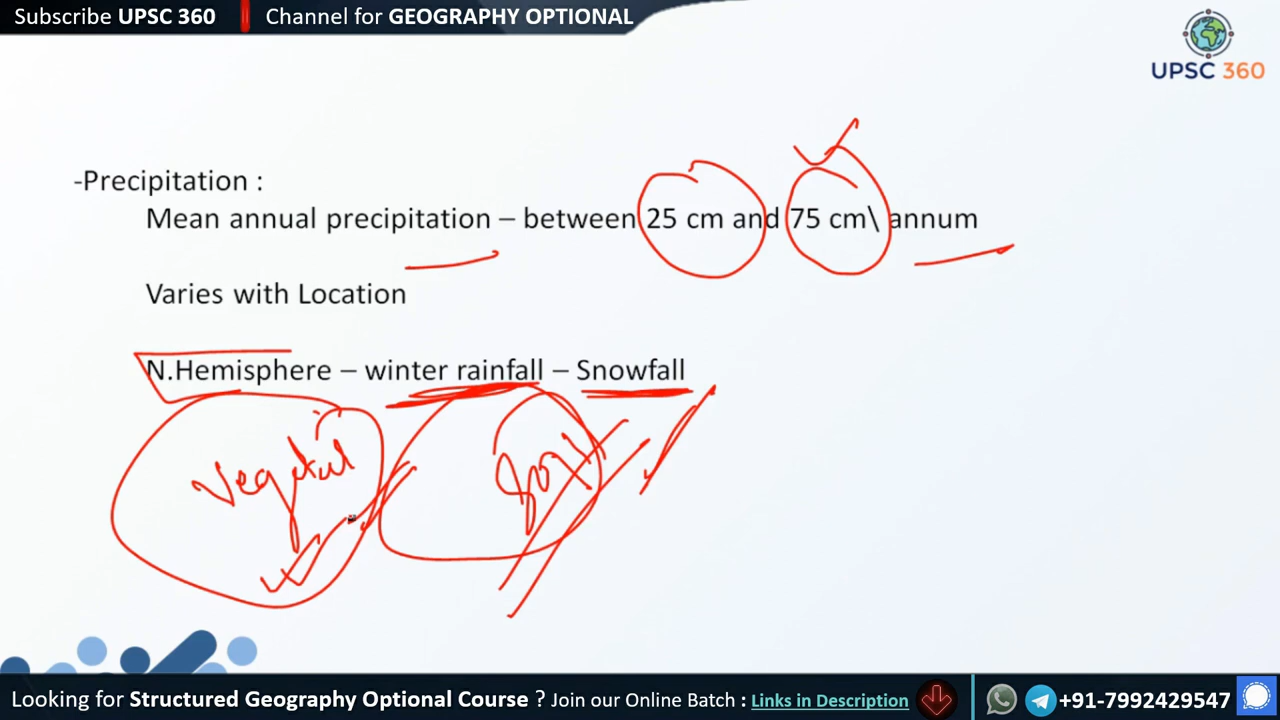 Subscribe UPSC 360 Channel for GEOGRAPHY OPTIONAL
UPSC 360
-Precipitation :
Mean annual precipitation – between 25 cm and 75 cm\ annum
Varies with Location
N.Hemisphere – winter rainfall – Snowfall
Looking for Structured Geography Optional Course ? Join our Online Batch : Links in Description +91-7992429547